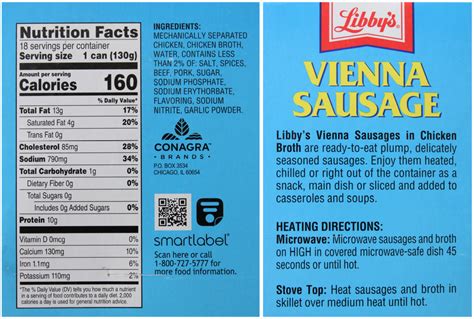 Nutrition Facts
18 servings per container
Serving size 1 can (130g)
Amount per serving
Calories 160
% Daily Value*
Total Fat 13g 17%
Saturated Fat 4g 20%
Trans Fat 0g
Cholesterol 85mg 28%
Sodium 790mg 34%
Total Carbohydrate 1g 0%
Dietary Fiber 0g 0%
Total Sugars 0g
Includes 0g Added Sugars 0%
Protein 10g
Vitamin D 0mcg 0%
Calcium 130mg 10%
Iron 1.1mg 6%
Potassium 110mg 2%
*The % Daily Value (DV) tells you how much a nutrient
in a serving of food contributes to a daily diet. 2,000
calories a day is used for general nutrition advice.
INGREDIENTS:
MECHANICALLY SEPARATED
CHICKEN, CHICKEN BROTH,
WATER, CONTAINS LESS
THAN 2% OF: SALT, SPICES,
BEEF, PORK, SUGAR,
SODIUM PHOSPHATE,
SODIUM ERYTHORBATE,
FLAVORING, SODIUM
NITRITE, GARLIC POWDER.
CONAGRA
BRANDS
P.O. BOX 3534
CHICAGO, IL 60654
smartlabel
Scan here or call
1-800-727-5777 for
more food information.
Libby's
VIENNA
SAUSAGE
Libby's Vienna Sausages in Chicken
Broth are ready-to-eat plump, delicately
seasoned sausages. Enjoy them heated,
chilled or right out of the container as a
snack, main dish or sliced and added to
casseroles and soups.
HEATING DIRECTIONS:
Microwave: Microwave sausages and broth
on HIGH in covered microwave-safe dish 45
seconds or until hot.
Stove Top: Heat sausages and broth in
skillet over medium heat until hot.